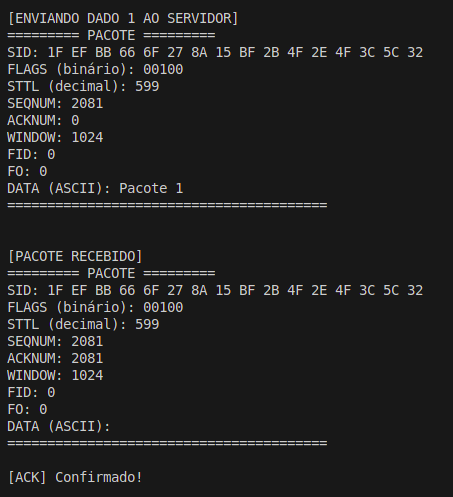 [ENVIANDO DADO 1 AO SERVIDOR]
========= PACOTE =========
SID: 1F EF BB 66 6F 27 8A 15 BF 2B 4F 2E 4F 3C 5C 32
FLAGS (binário): 00100
STTL (decimal): 599
SEQNUM: 2081
ACKNUM: 0
WINDOW: 1024
FID: 0
FO: 0
DATA (ASCII): Pacote 1
========================================
[PACOTE RECEBIDO]
========= PACOTE =========
SID: 1F EF BB 66 6F 27 8A 15 BF 2B 4F 2E 4F 3C 5C 32
FLAGS (binário): 00100
STTL (decimal): 599
SEQNUM: 2081
ACKNUM: 2081
WINDOW: 1024
FID: 0
FO: 0
DATA (ASCII):
========================================
[ACK] Confirmado!